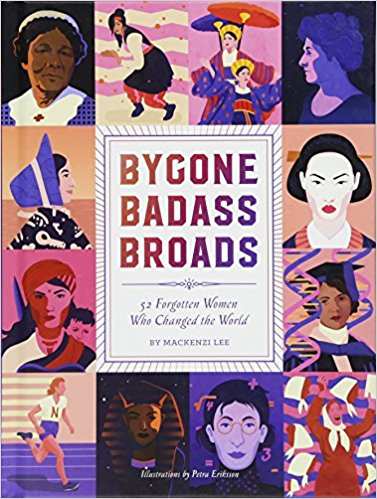 BYGONE
BADASS
BROADS
52 Forgotten Women
Who Changed the World
BY MACKENZI LEE
N
Illustrations by Petra Eriksson